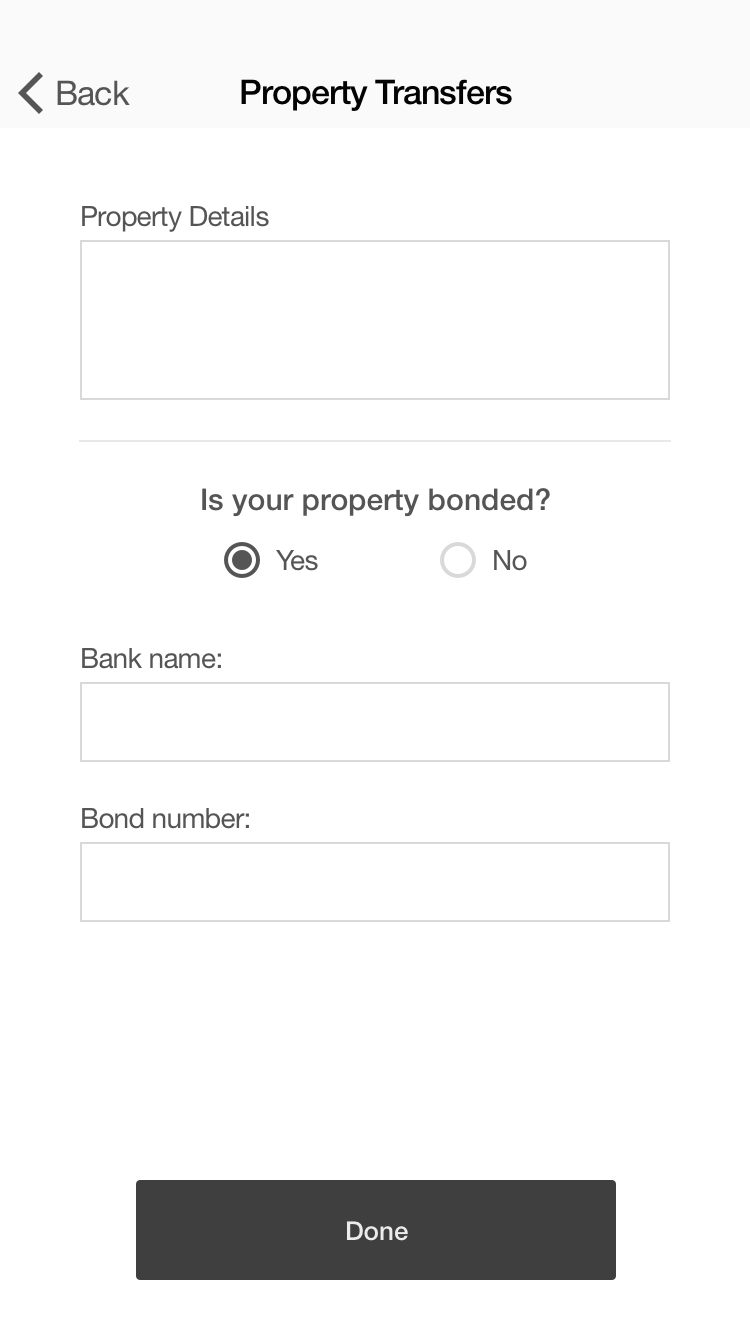 Back Property Transfers
Property Details
Is your property bonded?
Yes No
Bank name:
Bond number:
Done